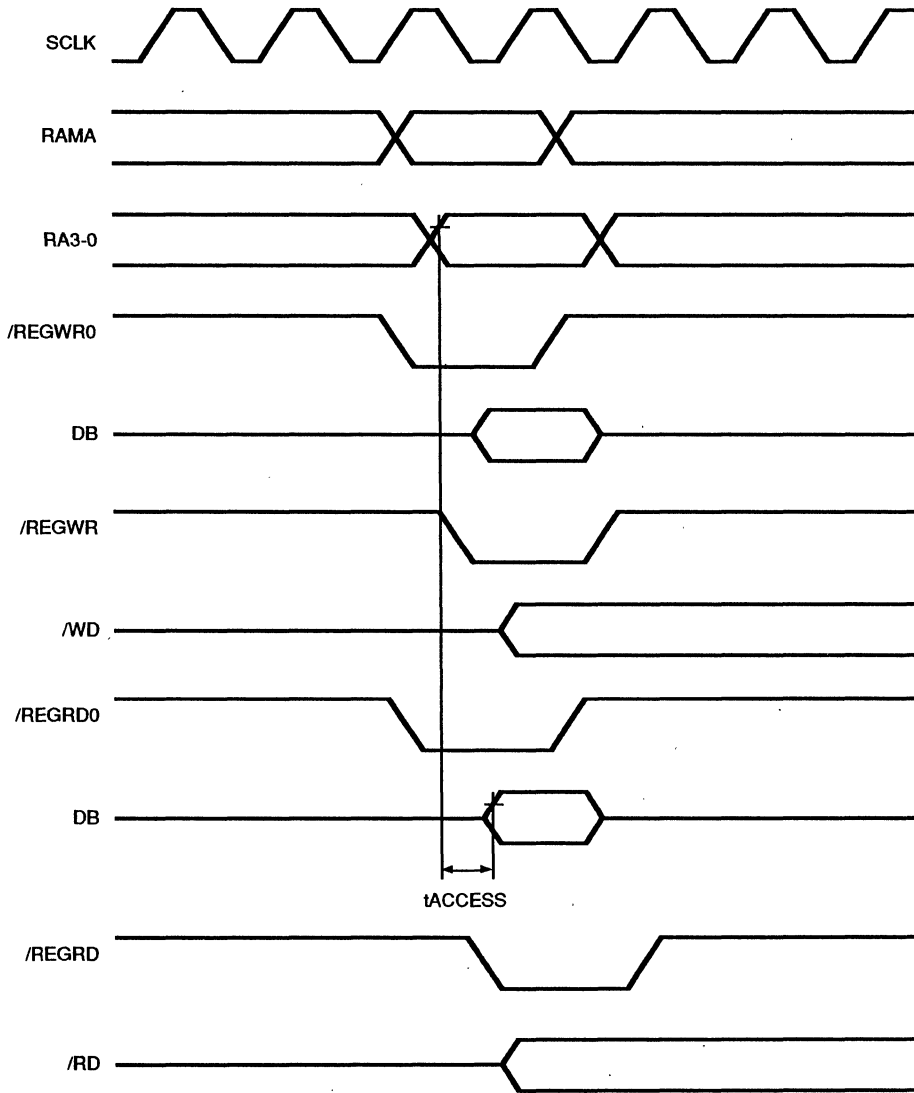 SCLK
RAMA
RA3-0
/REGWR0
DB
/REGWR
/WD
/REGRD0
DB
tACCESS
/REGRD
/RD